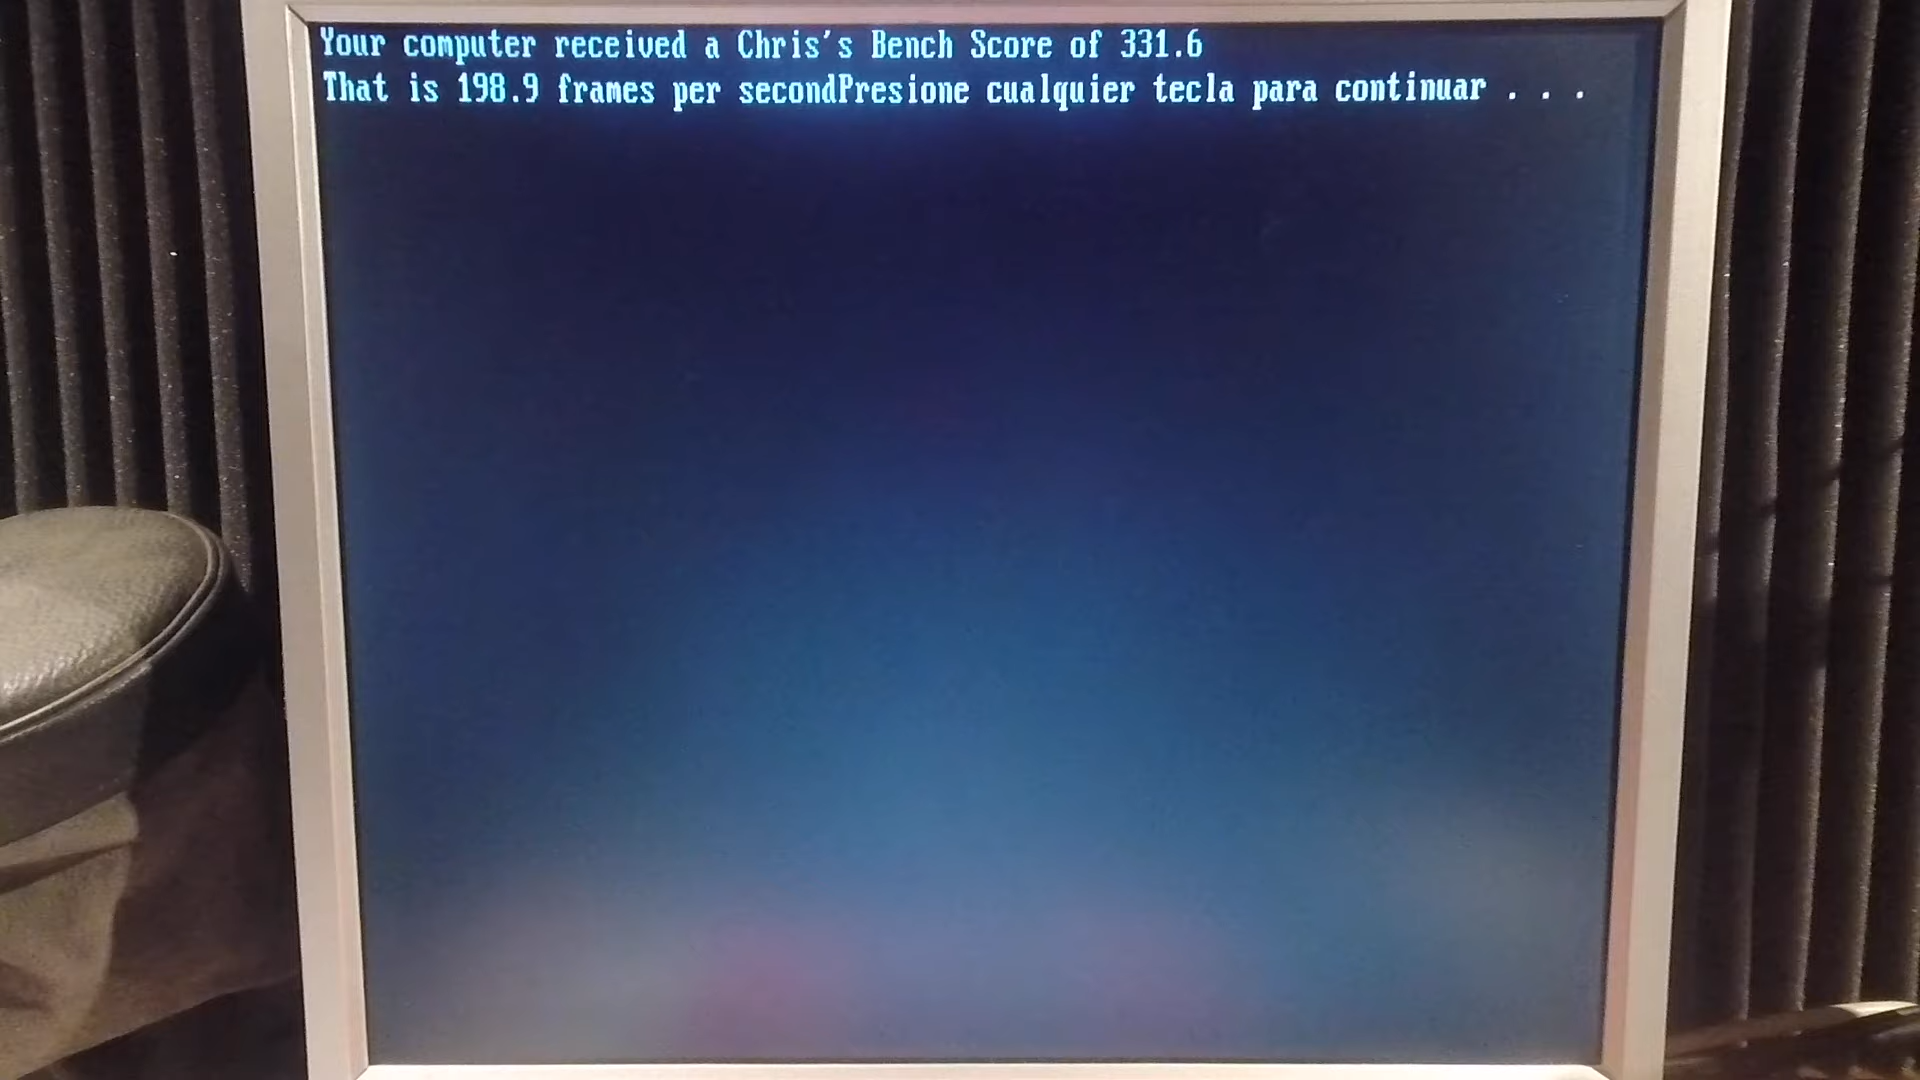 Your computer received a Chris's Bench Score of 331.6
That is 198.9 frames per secondPresione cualquier tecla para continuar . . .